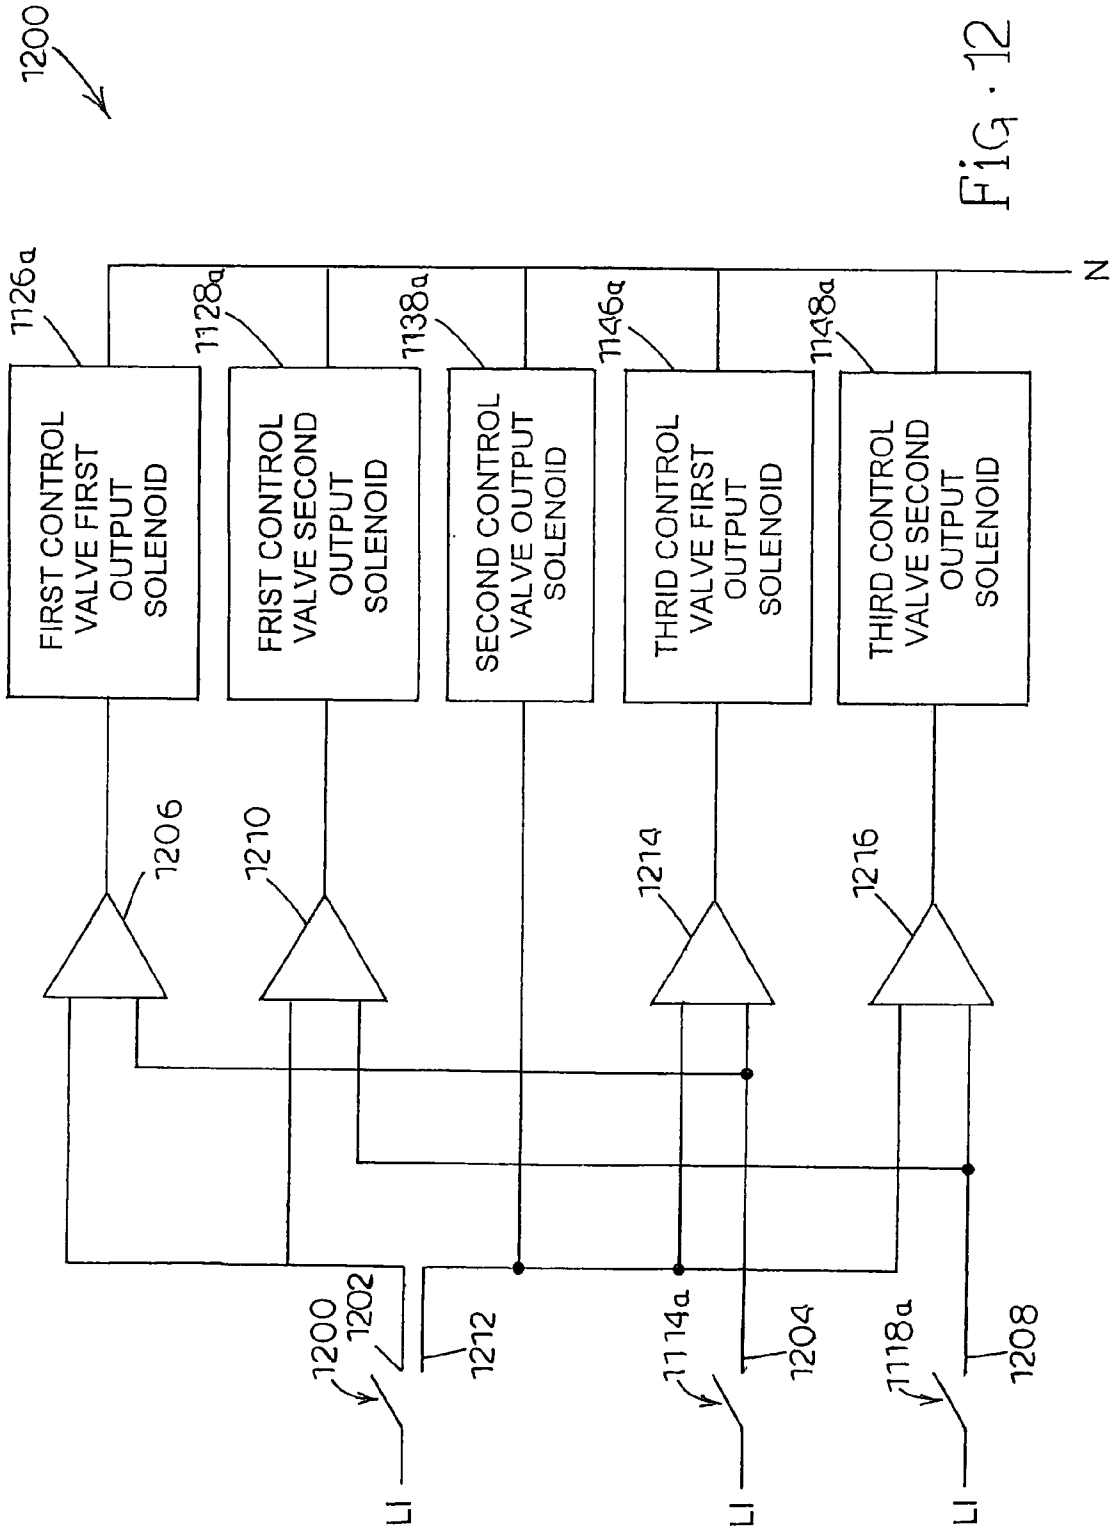 1200
1126a
FIRST CONTROL
VALVE FIRST
OUTPUT
SOLENOID
1206
1128a
FRIST CONTROL
VALVE SECOND
OUTPUT
SOLENOID
1210
1138a
SECOND CONTROL
VALVE OUTPUT
SOLENOID
1200
1202
1212
LI
1146a
THRID CONTROL
VALVE FIRST
OUTPUT
SOLENOID
1214
1114a
1204
LI
1148a
THIRD CONTROL
VALVE SECOND
OUTPUT
SOLENOID
1216
1118a
1208
LI
N
FiG. 12